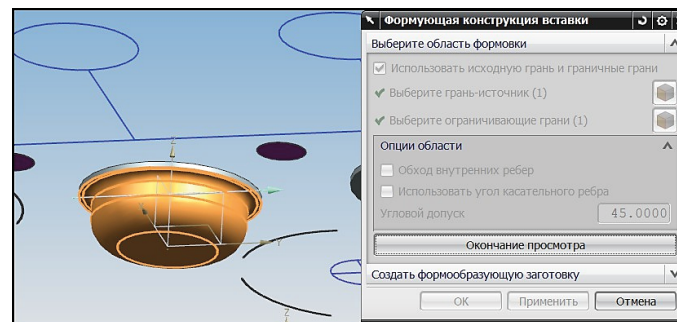 Формующая конструкция вставки
Выберите область формовки
Использовать исходную грань и граничные грани
Выберите грань-источник (1)
Выберите ограничивающие грани (1)
Опции области
Обход внутренних ребер
Использовать угол касательного ребра
Угловой допуск 45.0000
Окончание просмотра
Создать формообразующую заготовку
ОК Применить Отмена
Z
Y
Z